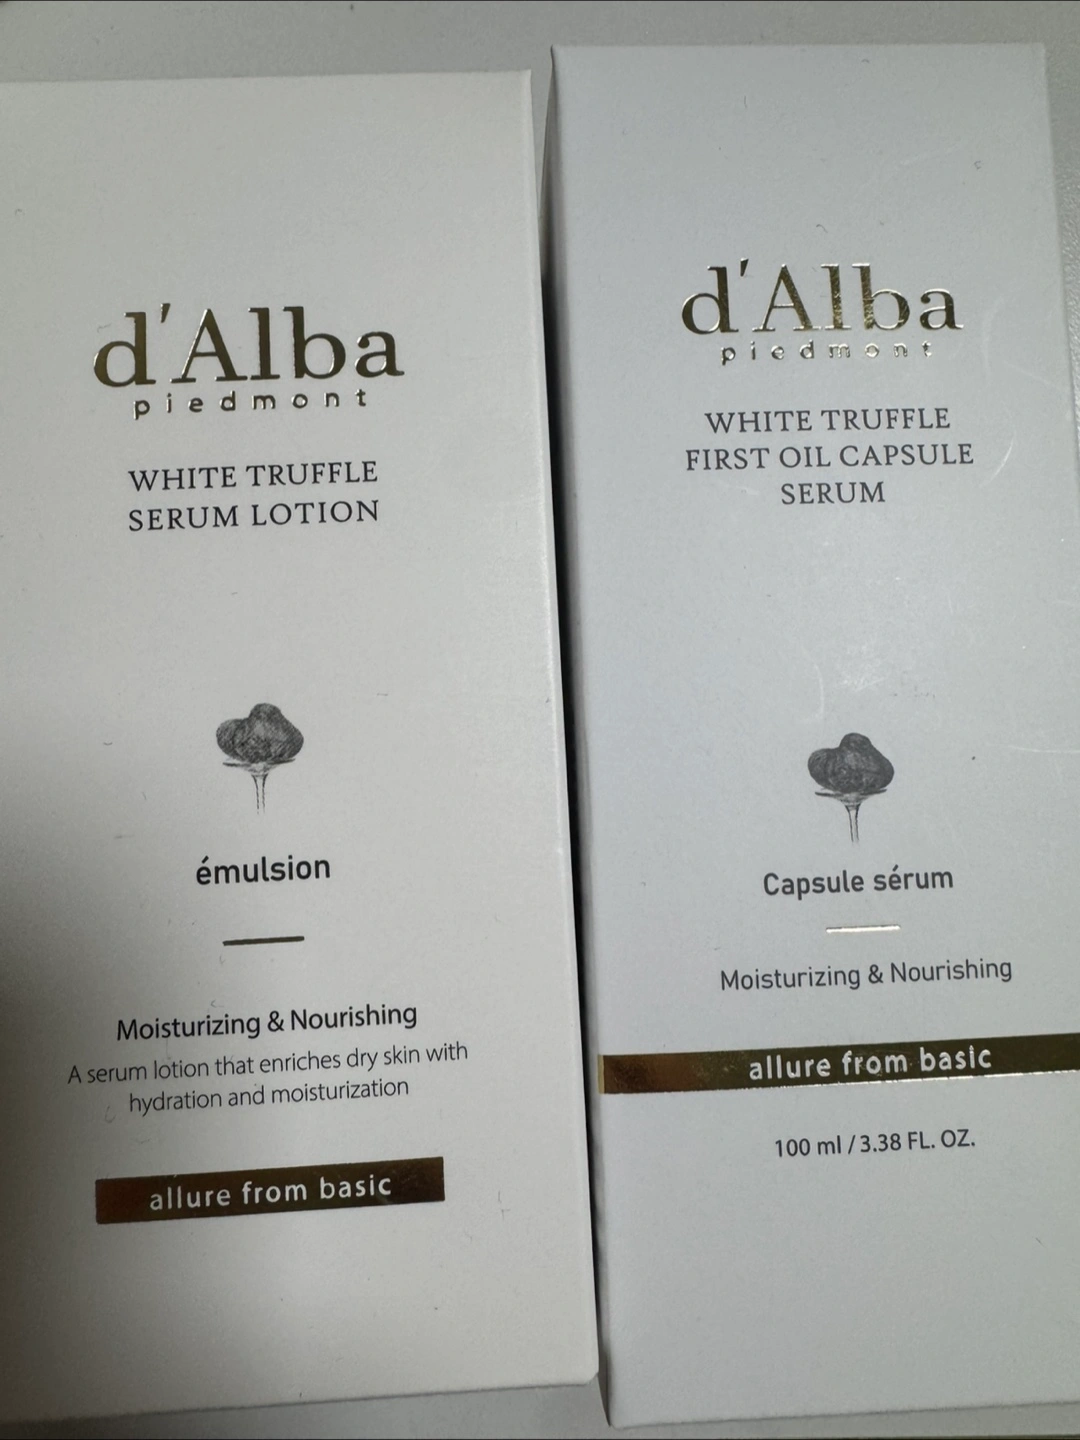 d'Alba
piedmont
WHITE TRUFFLE
SERUM LOTION
émulsion
Moisturizing & Nourishing
A serum lotion that enriches dry skin with
hydration and moisturization
allure from basic
d'Alba
piedmont
WHITE TRUFFLE
FIRST OIL CAPSULE
SERUM
Capsule sérum
Moisturizing & Nourishing
allure from basic
100 ml / 3.38 FL. OZ.